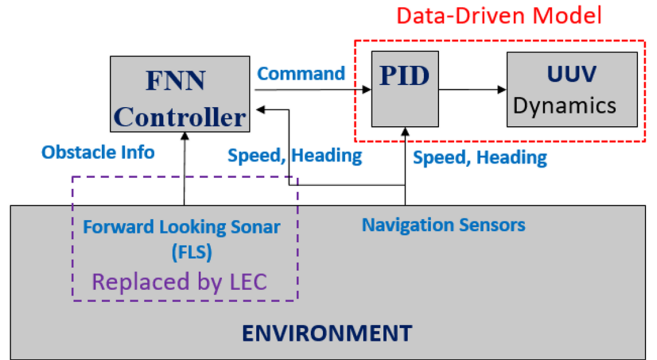 Data-Driven Model
FNN
Controller
Command
PID
UUV
Dynamics
Obstacle Info
Speed, Heading
Speed, Heading
Forward Looking Sonar
(FLS)
Navigation Sensors
Replaced by LEC
ENVIRONMENT